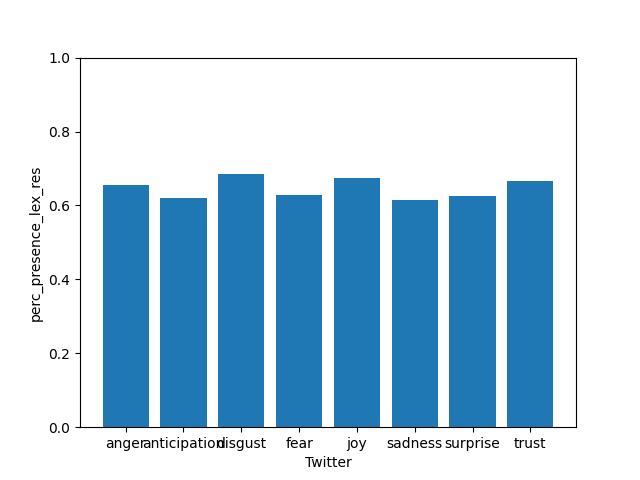 1.0
0.8
0.6
0.4
0.2
0.0
perc_presence_lex_res
anger anticipation disgust fear joy sadness surprise trust
Twitter